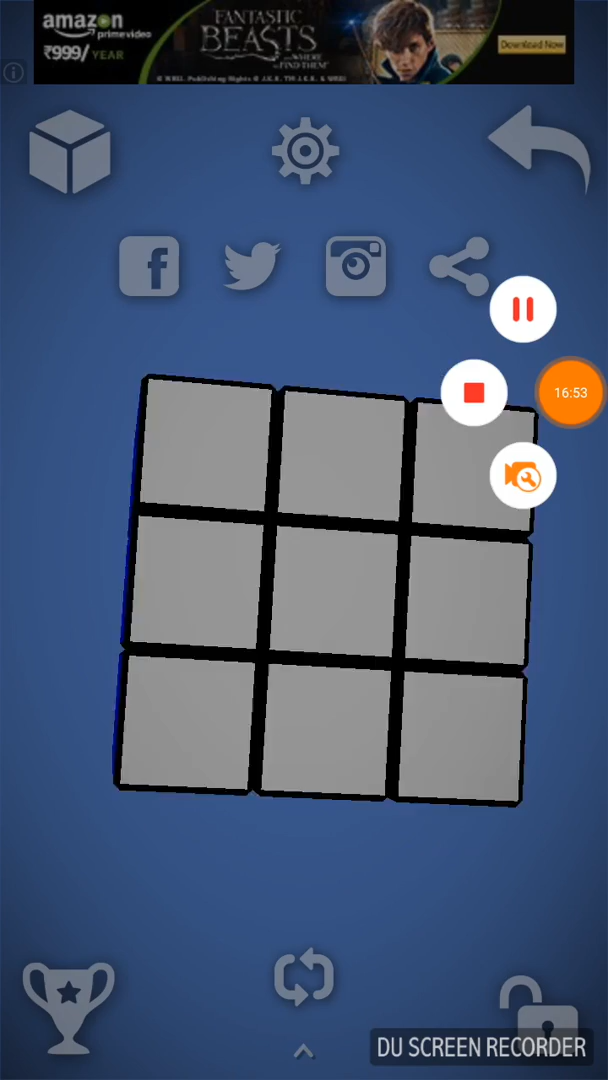 amazon
prime video
₹999/ YEAR
FANTASTIC
BEASTS
AND WHERE
TO FIND THEM
Download Now
16:53
DU SCREEN RECORDER